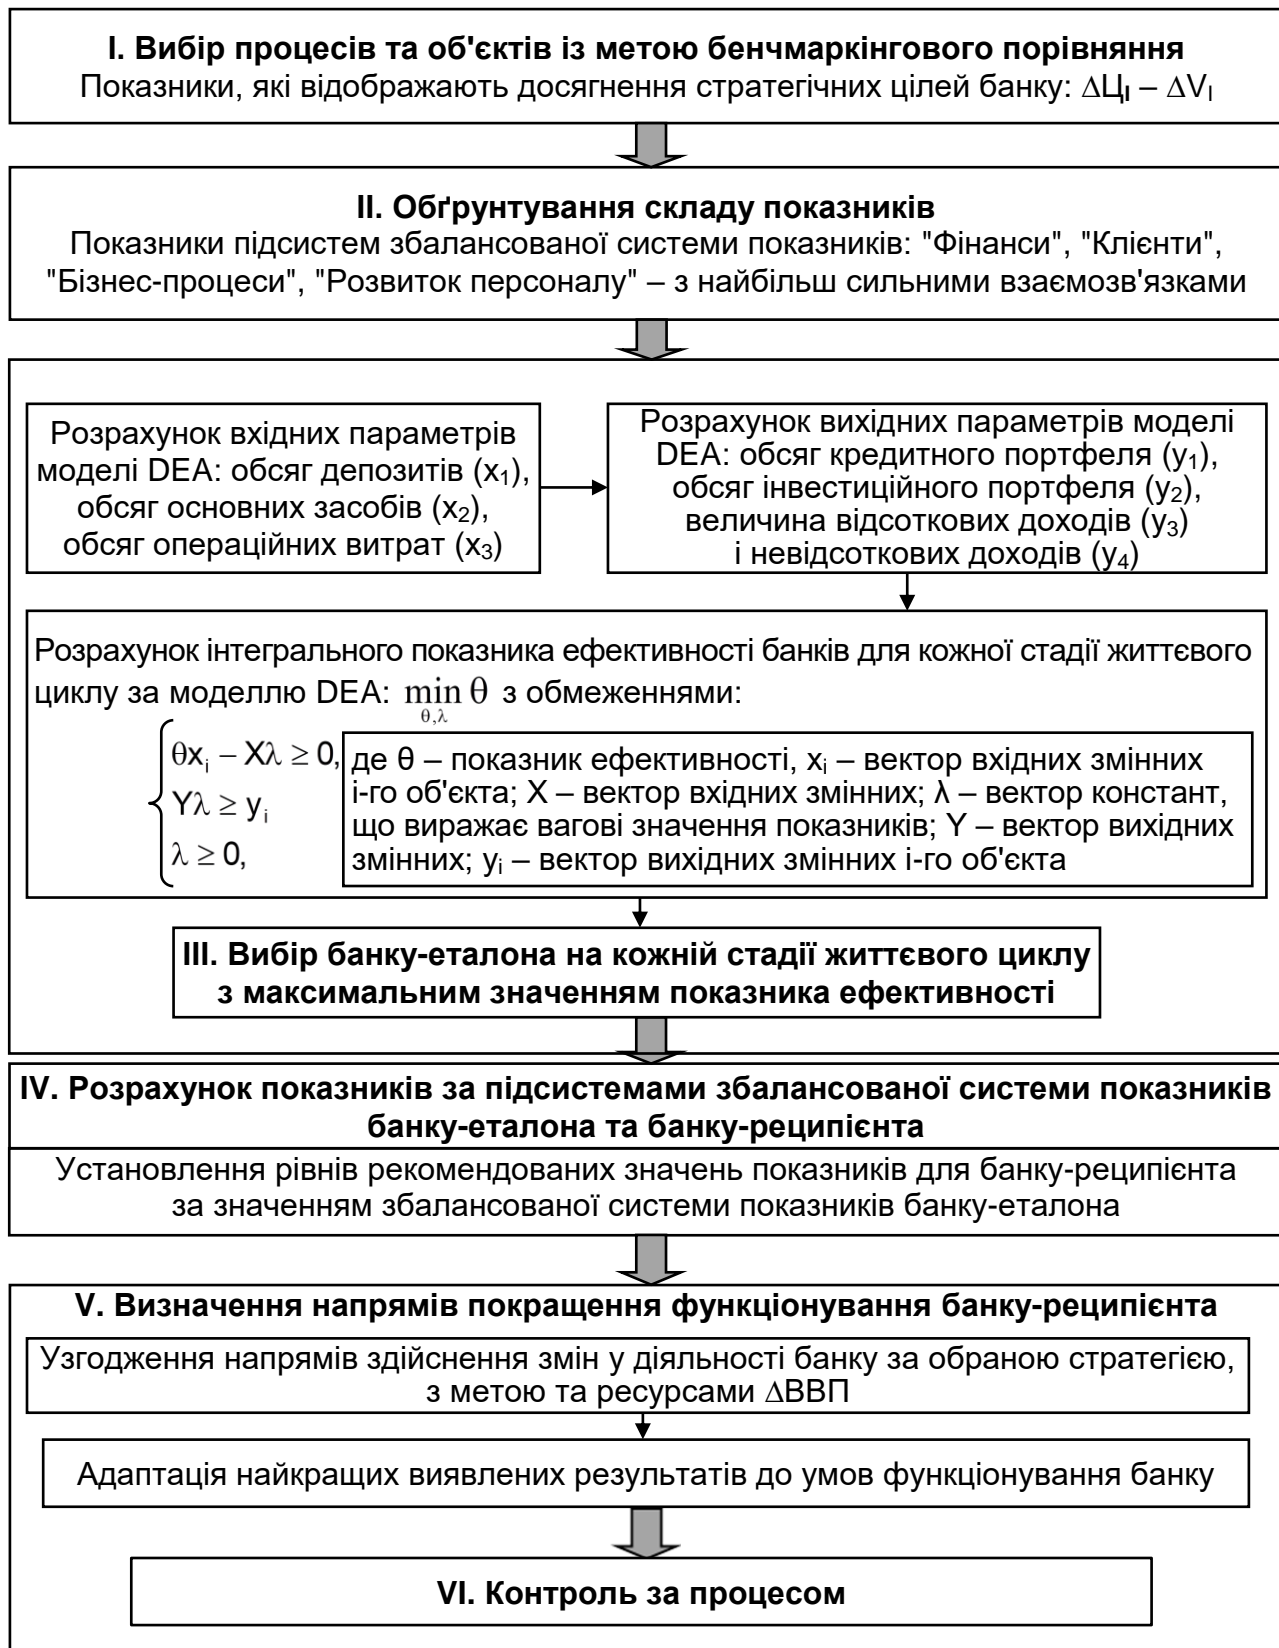 І. Вибір процесів та об'єктів із метою бенчмаркінгового порівняння
Показники, які відображають досягнення стратегічних цілей банку: ΔЦI – ΔVI
ІІ. Обґрунтування складу показників
Показники підсистем збалансованої системи показників: "Фінанси", "Клієнти",
"Бізнес-процеси", "Розвиток персоналу" – з найбільш сильними взаємозв'язками
Розрахунок вхідних параметрів
моделі DEA: обсяг депозитів (x1),
обсяг основних засобів (x2),
обсяг операційних витрат (x3)
Розрахунок вихідних параметрів моделі
DEA: обсяг кредитного портфеля (y1),
обсяг інвестиційного портфеля (y2),
величина відсоткових доходів (y3)
і невідсоткових доходів (y4)
Розрахунок інтегрального показника ефективності банків для кожної стадії життєвого
циклу за моделлю DEA: min θ з обмеженнями:
θ,λ
θxi – Xλ ≥ 0,
Yλ ≥ yi
λ ≥ 0,
де θ – показник ефективності, xi – вектор вхідних змінних
і-го об'єкта; X – вектор вхідних змінних; λ – вектор констант,
що виражає вагові значення показників; Y – вектор вихідних
змінних; yi – вектор вихідних змінних і-го об'єкта
ІІІ. Вибір банку-еталона на кожній стадії життєвого циклу
з максимальним значенням показника ефективності
IV. Розрахунок показників за підсистемами збалансованої системи показників
банку-еталона та банку-реципієнта
Установлення рівнів рекомендованих значень показників для банку-реципієнта
за значенням збалансованої системи показників банку-еталона
V. Визначення напрямів покращення функціонування банку-реципієнта
Узгодження напрямів здійснення змін у діяльності банку за обраною стратегією,
з метою та ресурсами ΔВВП
Адаптація найкращих виявлених результатів до умов функціонування банку
VI. Контроль за процесом